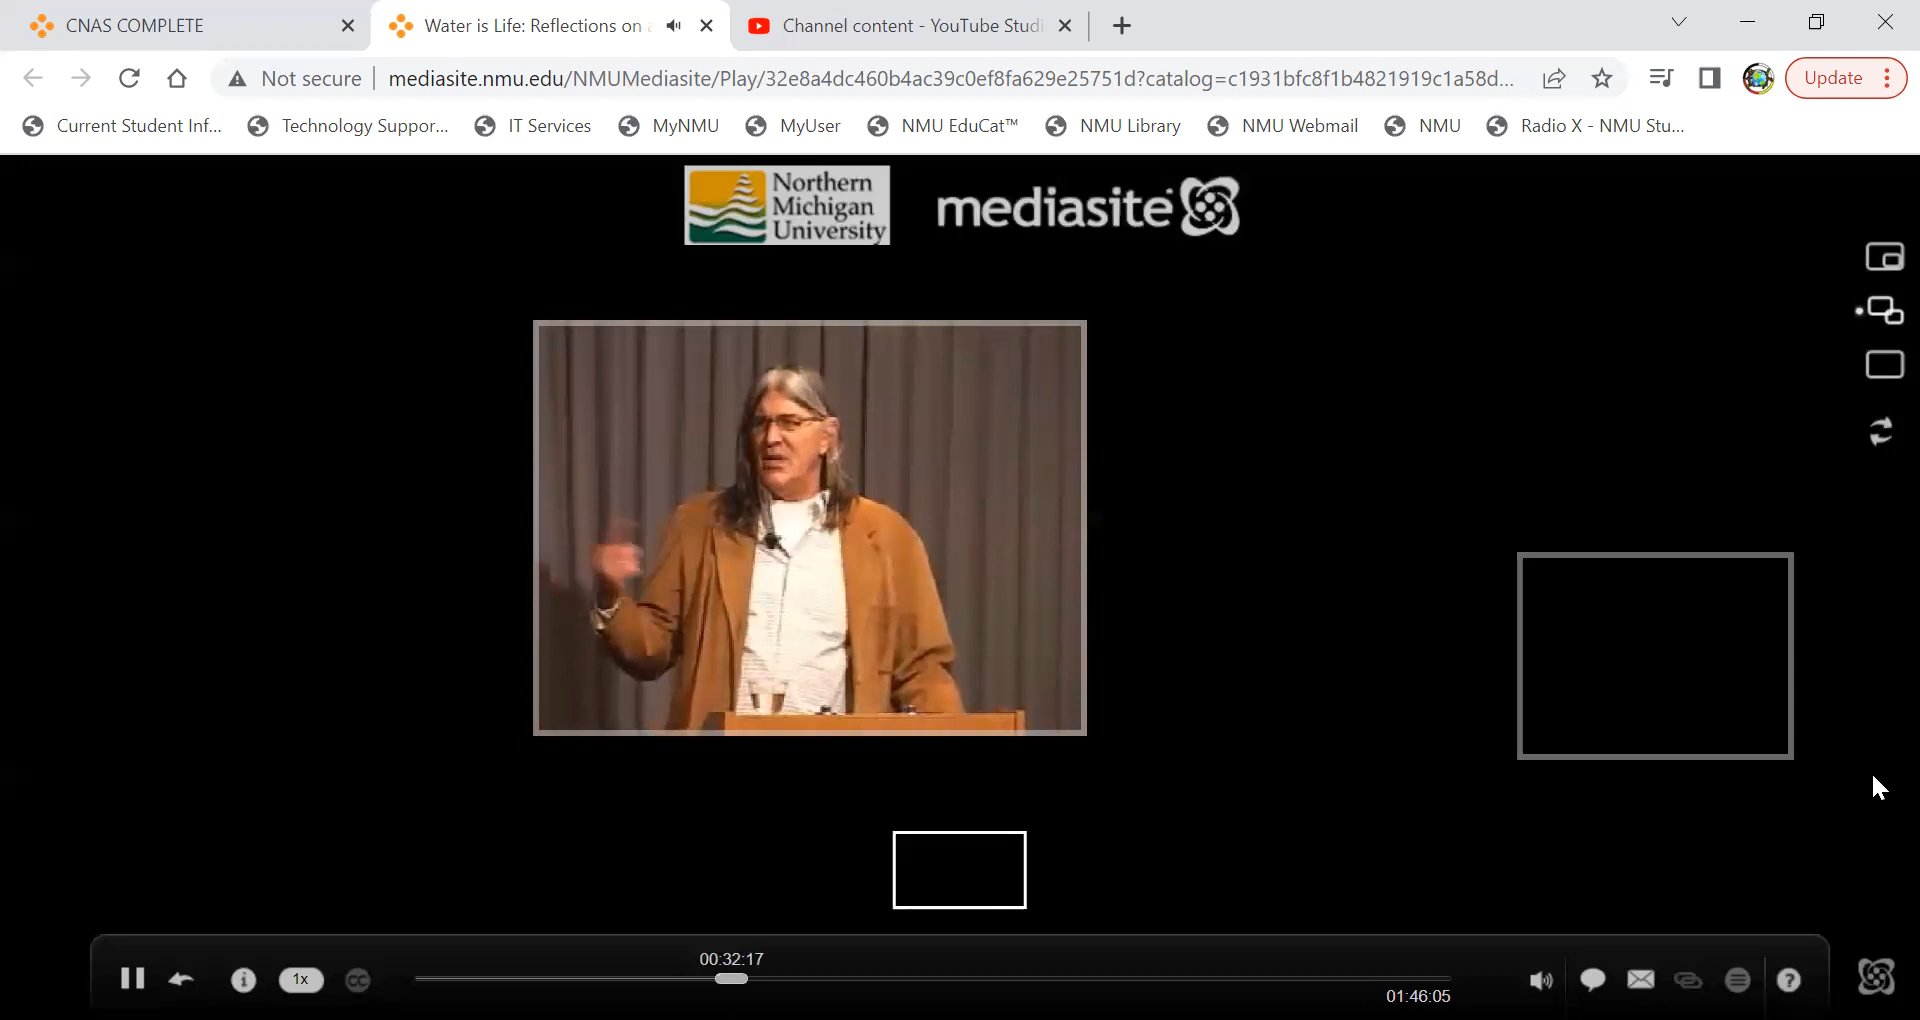 CNAS COMPLETE
Water is Life: Reflections on
Channel content - YouTube Studi
Not secure
mediasite.nmu.edu/NMUMediasite/Play/32e8a4dc460b4ac39c0ef8fa629e25751d?catalog=c1931bfc8f1b4821919c1a58d...
Update
Current Student Inf...
Technology Suppor...
IT Services
MyNMU
MyUser
NMU EduCat™
NMU Library
NMU Webmail
NMU
Radio X - NMU Stu...
Northern
Michigan
University
mediasite
00:32:17
1x
CC
01:46:05